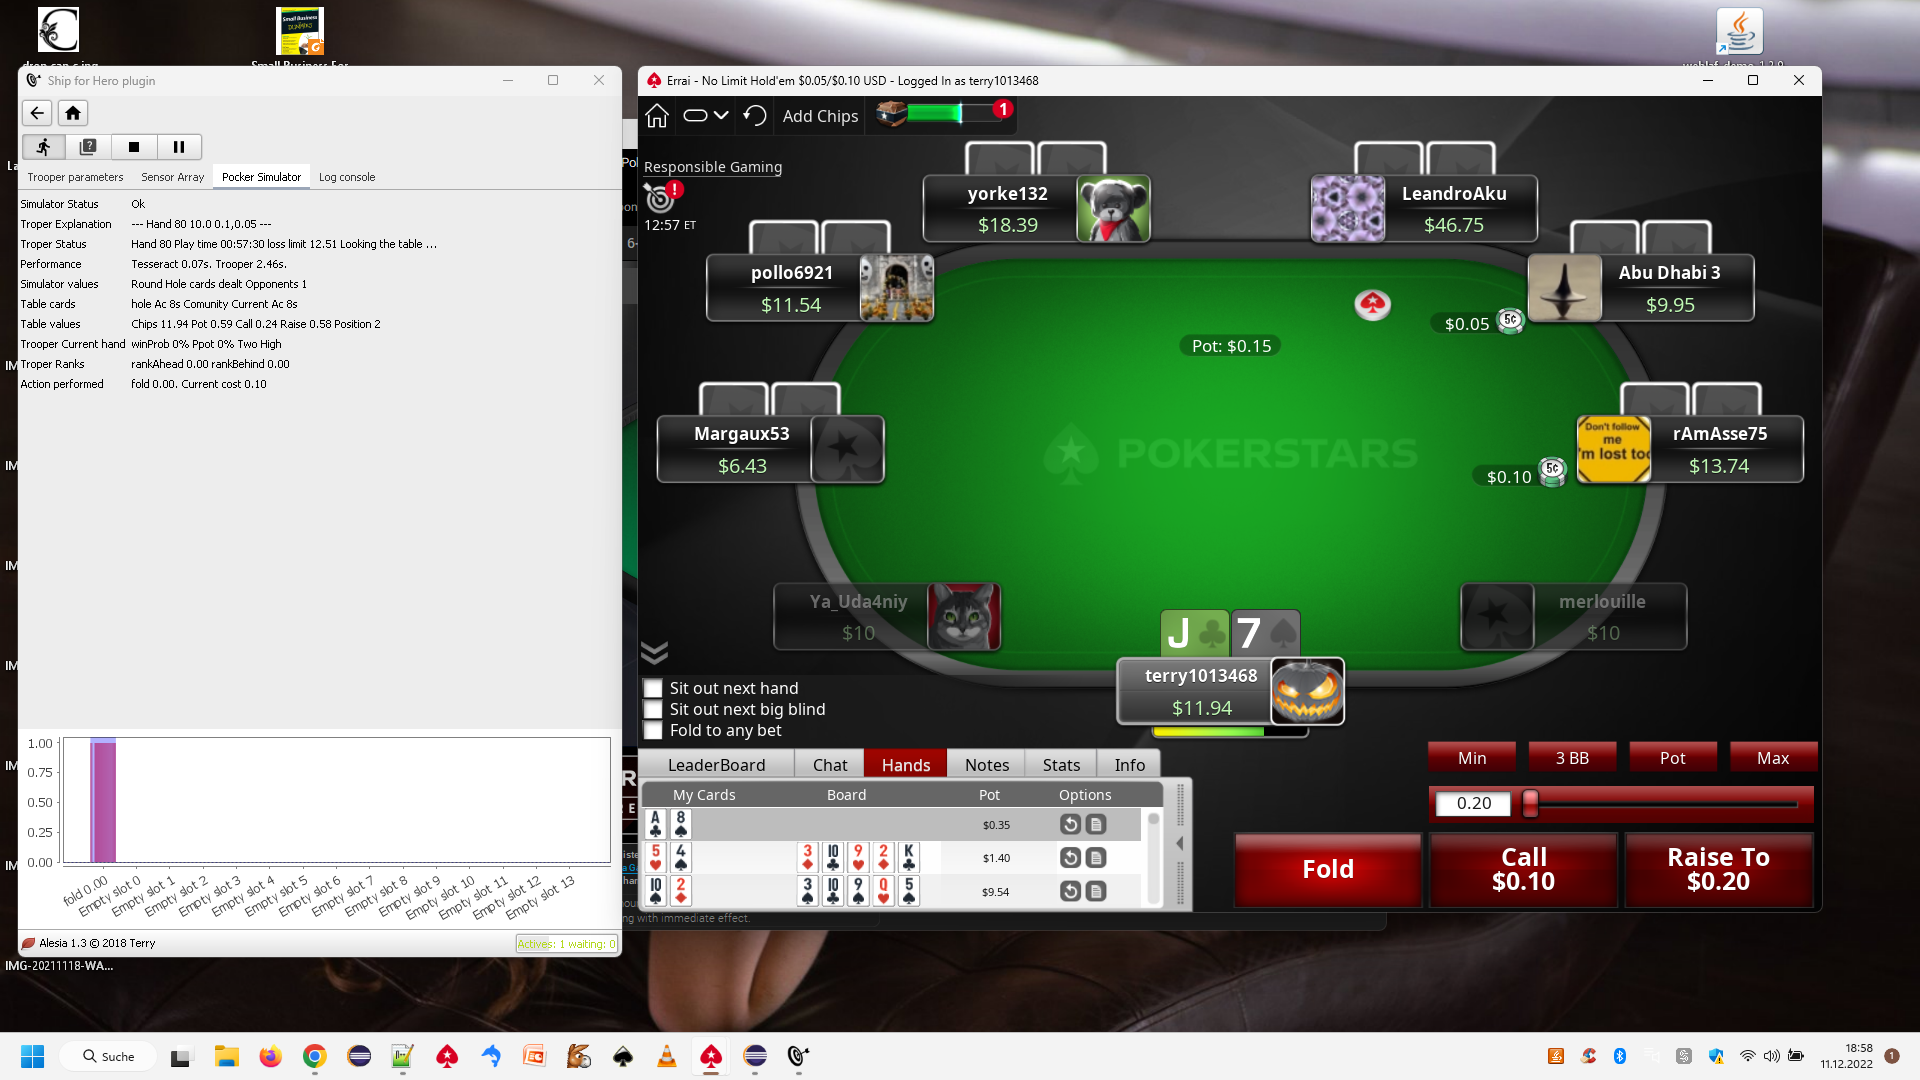 Ship for Hero plugin
Trooper parameters
Sensor Array
Pocker Simulator
Log console
Simulator Status Ok
Troper Explanation --- Hand 80 10.0 0.1,0.05 ---
Troper Status Hand 80 Play time 00:57:30 loss limit 12.51 Looking the table ...
Performance Tesseract 0.07s. Trooper 2.46s.
Simulator values Round Hole cards dealt Opponents 1
Table cards hole Ac 8s Comunity Current Ac 8s
Table values Chips 11.94 Pot 0.59 Call 0.24 Raise 0.58 Position 2
Trooper Current hand winProb 0% Ppot 0% Two High
Troper Ranks rankAhead 0.00 rankBehind 0.00
Action performed fold 0.00. Current cost 0.10
1.00
0.75
0.50
0.25
0.00
fold 0.00
Empty slot 0
Empty slot 1
Empty slot 2
Empty slot 3
Empty slot 4
Empty slot 5
Empty slot 6
Empty slot 7
Empty slot 8
Empty slot 9
Empty slot 10
Empty slot 11
Empty slot 12
Empty slot 13
Alesia 1.3 © 2018 Terry
Actives: 1 waiting: 0
IMG-20211118-WA...
Errai - No Limit Hold'em $0.05/$0.10 USD - Logged In as terry1013468
Add Chips
1
Responsible Gaming
!
12:57 ET
yorke132
$18.39
LeandroAku
$46.75
pollo6921
$11.54
Abu Dhabi 3
$9.95
$0.05
5¢
Pot: $0.15
Margaux53
$6.43
POKERSTARS
Don't follow
me
I'm lost too
rAmAsse75
$13.74
$0.10
5¢
Ya_Uda4niy
$10
merlouille
$10
J 7
terry1013468
$11.94
Sit out next hand
Sit out next big blind
Fold to any bet
LeaderBoard
Chat
Hands
Notes
Stats
Info
My Cards Board Pot Options
A 8 $0.35
5 4 3 10 9 2 K $1.40
10 2 3 10 9 Q 5 $9.54
ng with immediate effect.
Min
3 BB
Pot
Max
0.20
Fold
Call
$0.10
Raise To
$0.20
Suche
18:58
11.12.2022
1